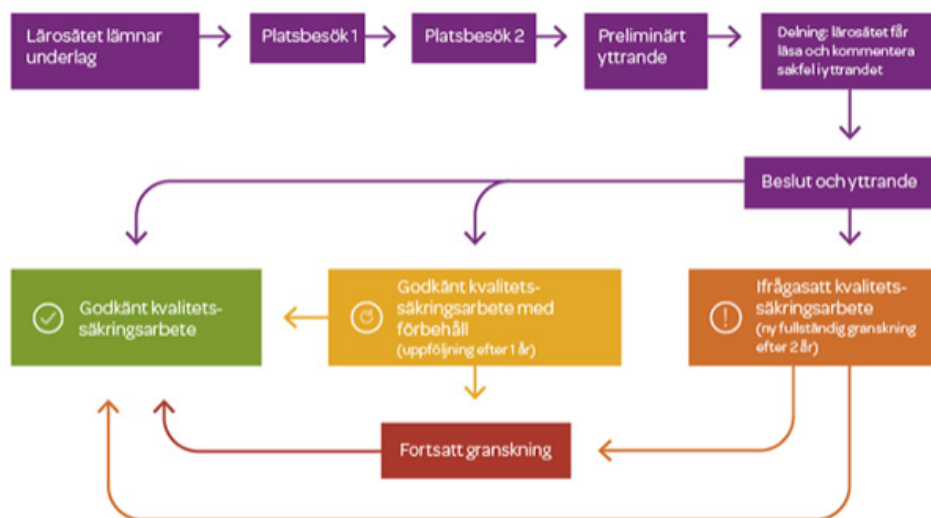 Lärosätet lämnar
underlag
Platsbesök 1
Platsbesök 2
Preliminärt
yttrande
Delning: lärosätet får
läsa och kommentera
sakfel i yttrandet
Beslut och yttrande
Godkänt kvalitets-
säkringsarbete
Godkänt kvalitets-
säkringsarbete med
förbehåll
(uppföljning efter 1 år)
Ifrågasatt kvalitets-
säkringsarbete
(ny fullständig granskning
efter 2 år)
Fortsatt granskning